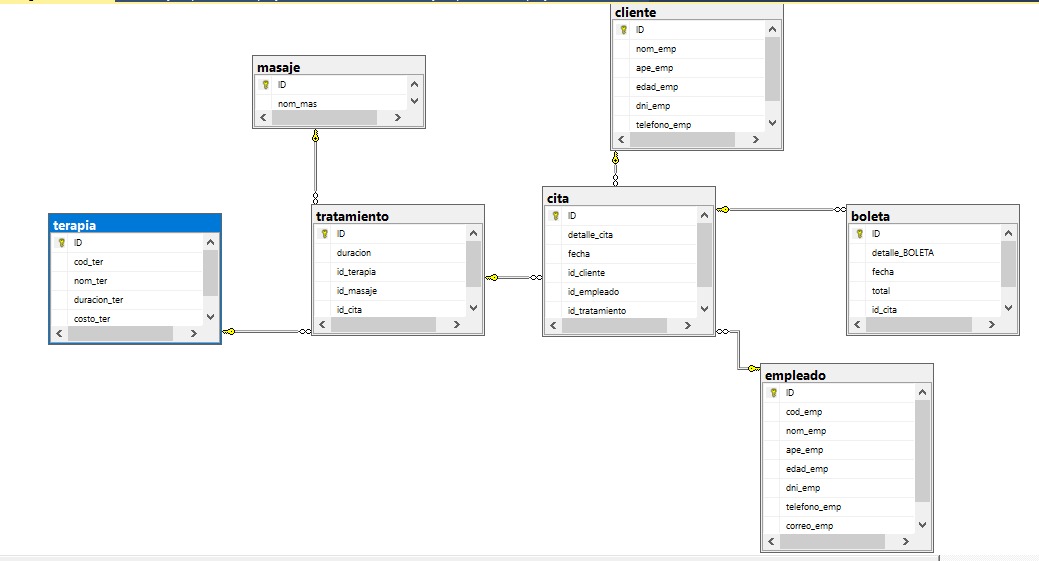 cliente
ID
nom_emp
ape_emp
edad_emp
dni_emp
telefono_emp
masaje
ID
nom_mas
terapia
ID
cod_ter
nom_ter
duracion_ter
costo_ter
tratamiento
ID
duracion
id_terapia
id_masaje
id_cita
cita
ID
detalle_cita
fecha
id_cliente
id_empleado
id_tratamiento
boleta
ID
detalle_BOLETA
fecha
total
id_cita
empleado
ID
cod_emp
nom_emp
ape_emp
edad_emp
dni_emp
telefono_emp
correo_emp